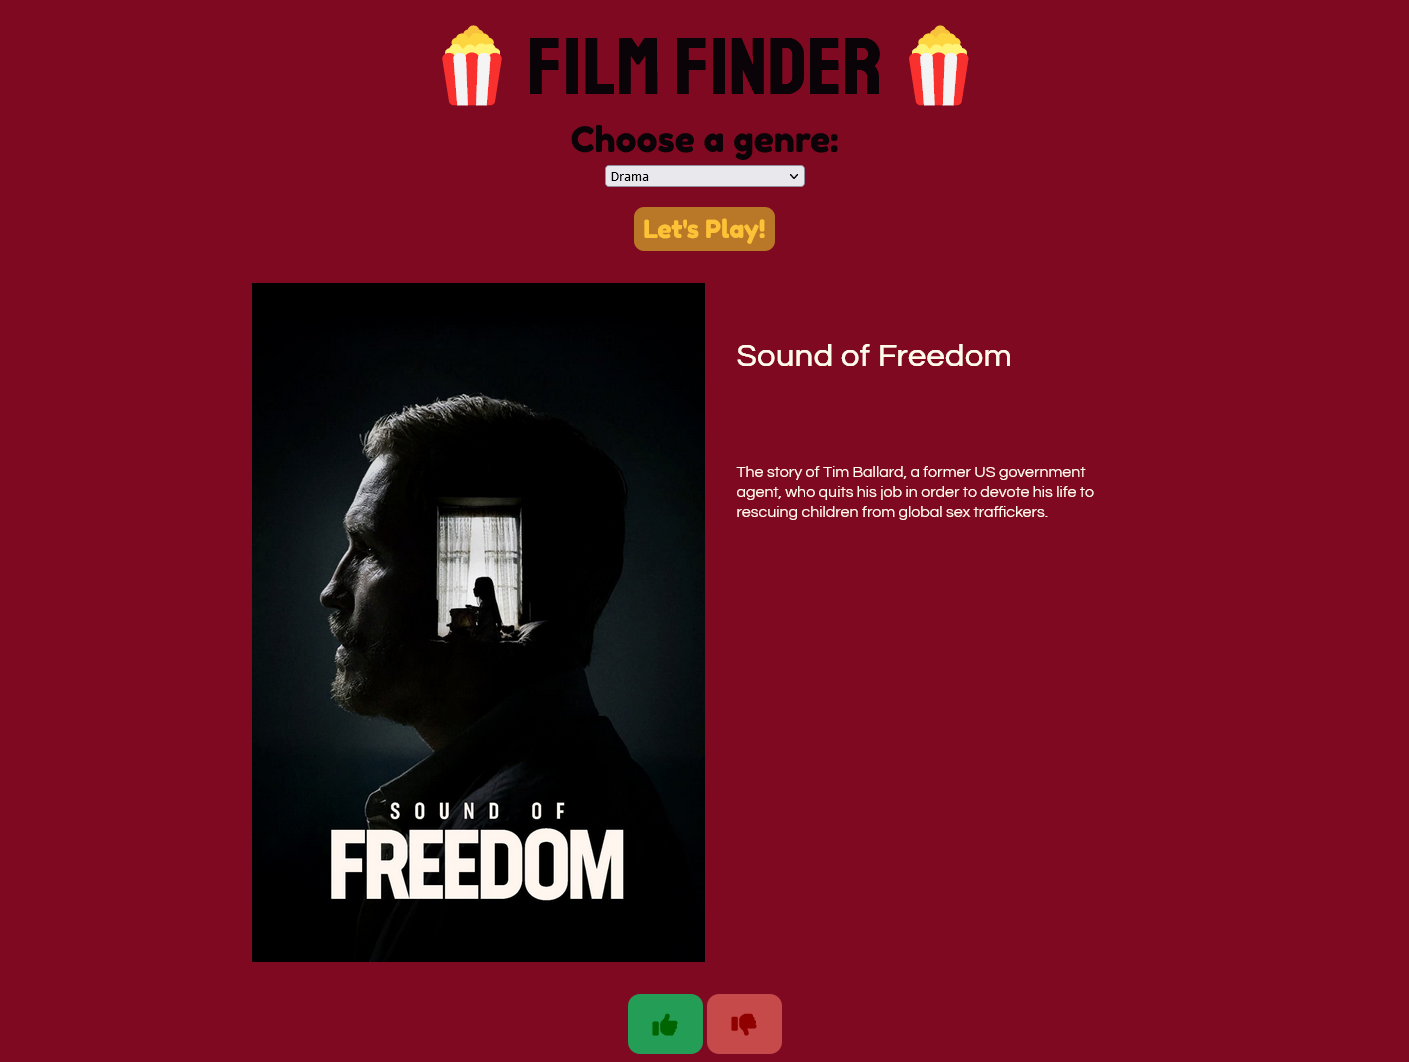 FILM FINDER
Choose a genre:
Drama
Let's Play!
Sound of Freedom
The story of Tim Ballard, a former US government
agent, who quits his job in order to devote his life to
rescuing children from global sex traffickers.
SOUND OF
FREEDOM